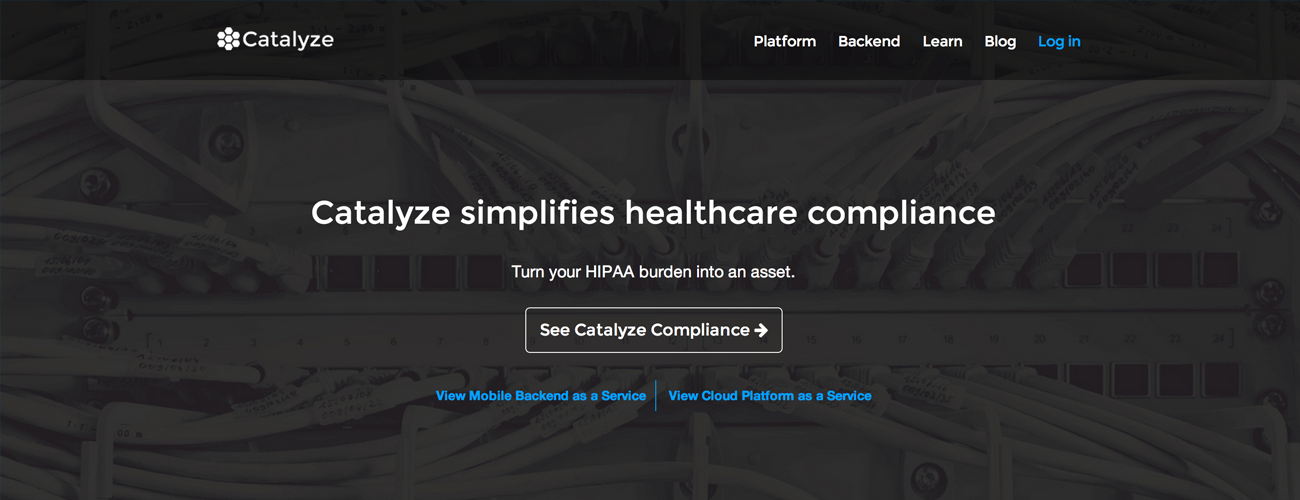 Catalyze
Platform Backend Learn Blog Log in
Catalyze simplifies healthcare compliance
Turn your HIPAA burden into an asset.
See Catalyze Compliance →
View Mobile Backend as a Service | View Cloud Platform as a Service